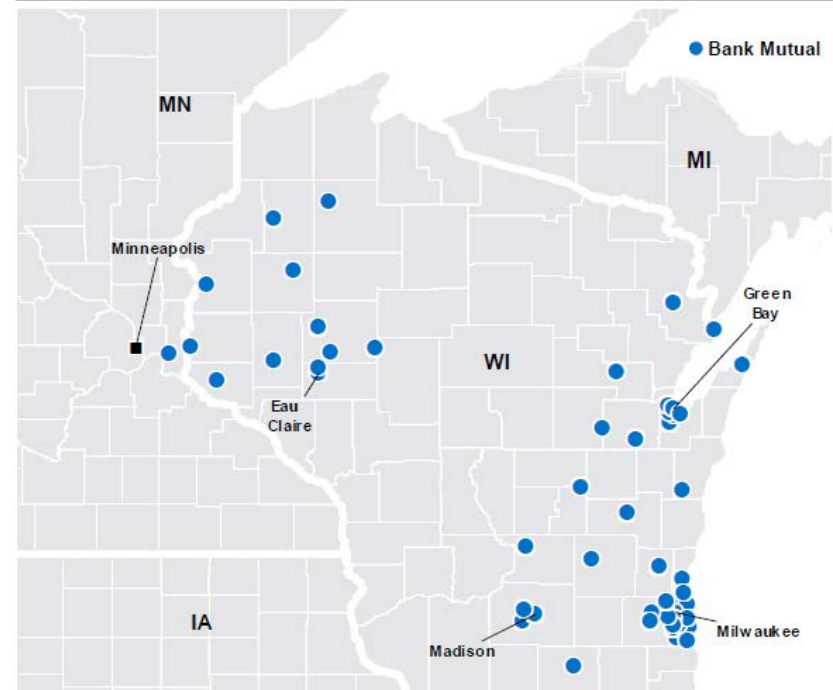 Bank Mutual
MN
MI
Minneapolis
Green
Bay
WI
Eau
Claire
IA
Madison
Milwaukee